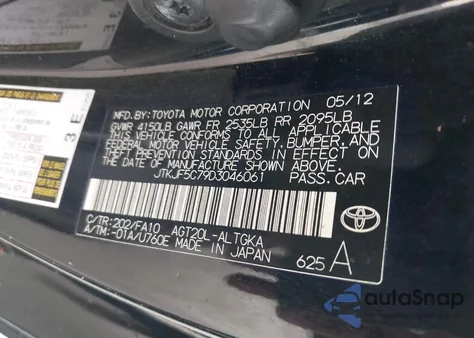 MFD.BY:TOYOTA MOTOR CORPORATION 05/12
GVWR 4150LB GAWR FR 2535LB RR 2095LB
THIS VEHICLE CONFORMS TO ALL APPLICABLE
FEDERAL MOTOR VEHICLE SAFETY, BUMPER, AND
THEFT PREVENTION STANDARDS IN EFFECT ON THE
DATE OF MANUFACTURE SHOWN ABOVE.
JTKJF5C79D3046061 PASS.CAR
C/TR:202/FA10 AGT20L-ALTGKA
A/TM:-01A/U760E MADE IN JAPAN
TOYOTA
625 A
3 E
autoSnap